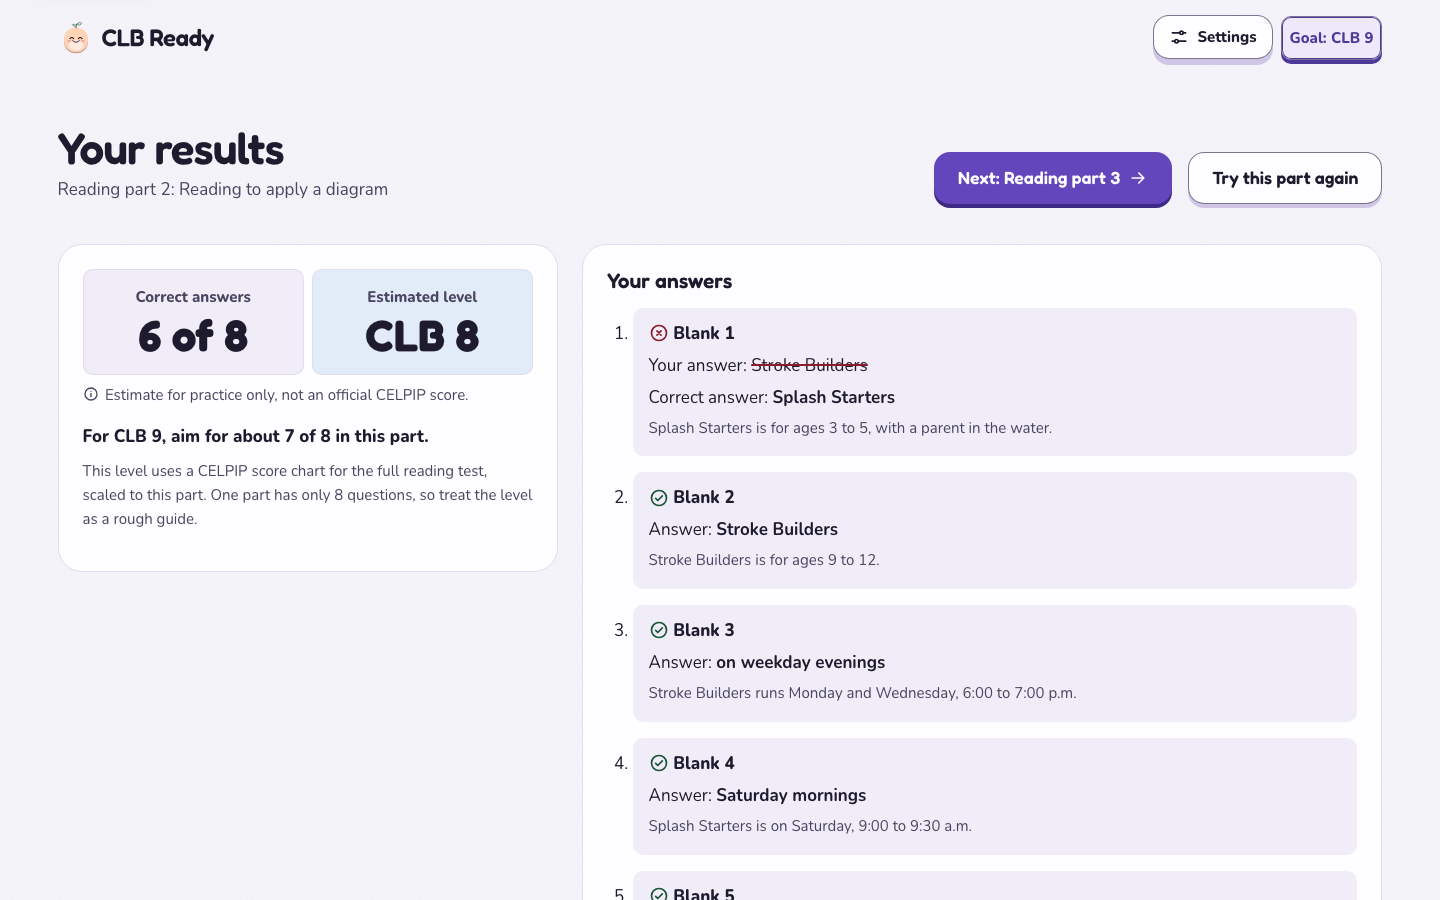 CLB Ready
Settings
Goal: CLB 9
Your results
Reading part 2: Reading to apply a diagram
Next: Reading part 3
Try this part again
Correct answers
6 of 8
Estimated level
CLB 8
Estimate for practice only, not an official CELPIP score.
For CLB 9, aim for about 7 of 8 in this part.
This level uses a CELPIP score chart for the full reading test,
scaled to this part. One part has only 8 questions, so treat the level
as a rough guide.
Your answers
1. Blank 1
Your answer: Stroke Builders
Correct answer: Splash Starters
Splash Starters is for ages 3 to 5, with a parent in the water.
2. Blank 2
Answer: Stroke Builders
Stroke Builders is for ages 9 to 12.
3. Blank 3
Answer: on weekday evenings
Stroke Builders runs Monday and Wednesday, 6:00 to 7:00 p.m.
4. Blank 4
Answer: Saturday mornings
Splash Starters is on Saturday, 9:00 to 9:30 a.m.
5. Blank 5